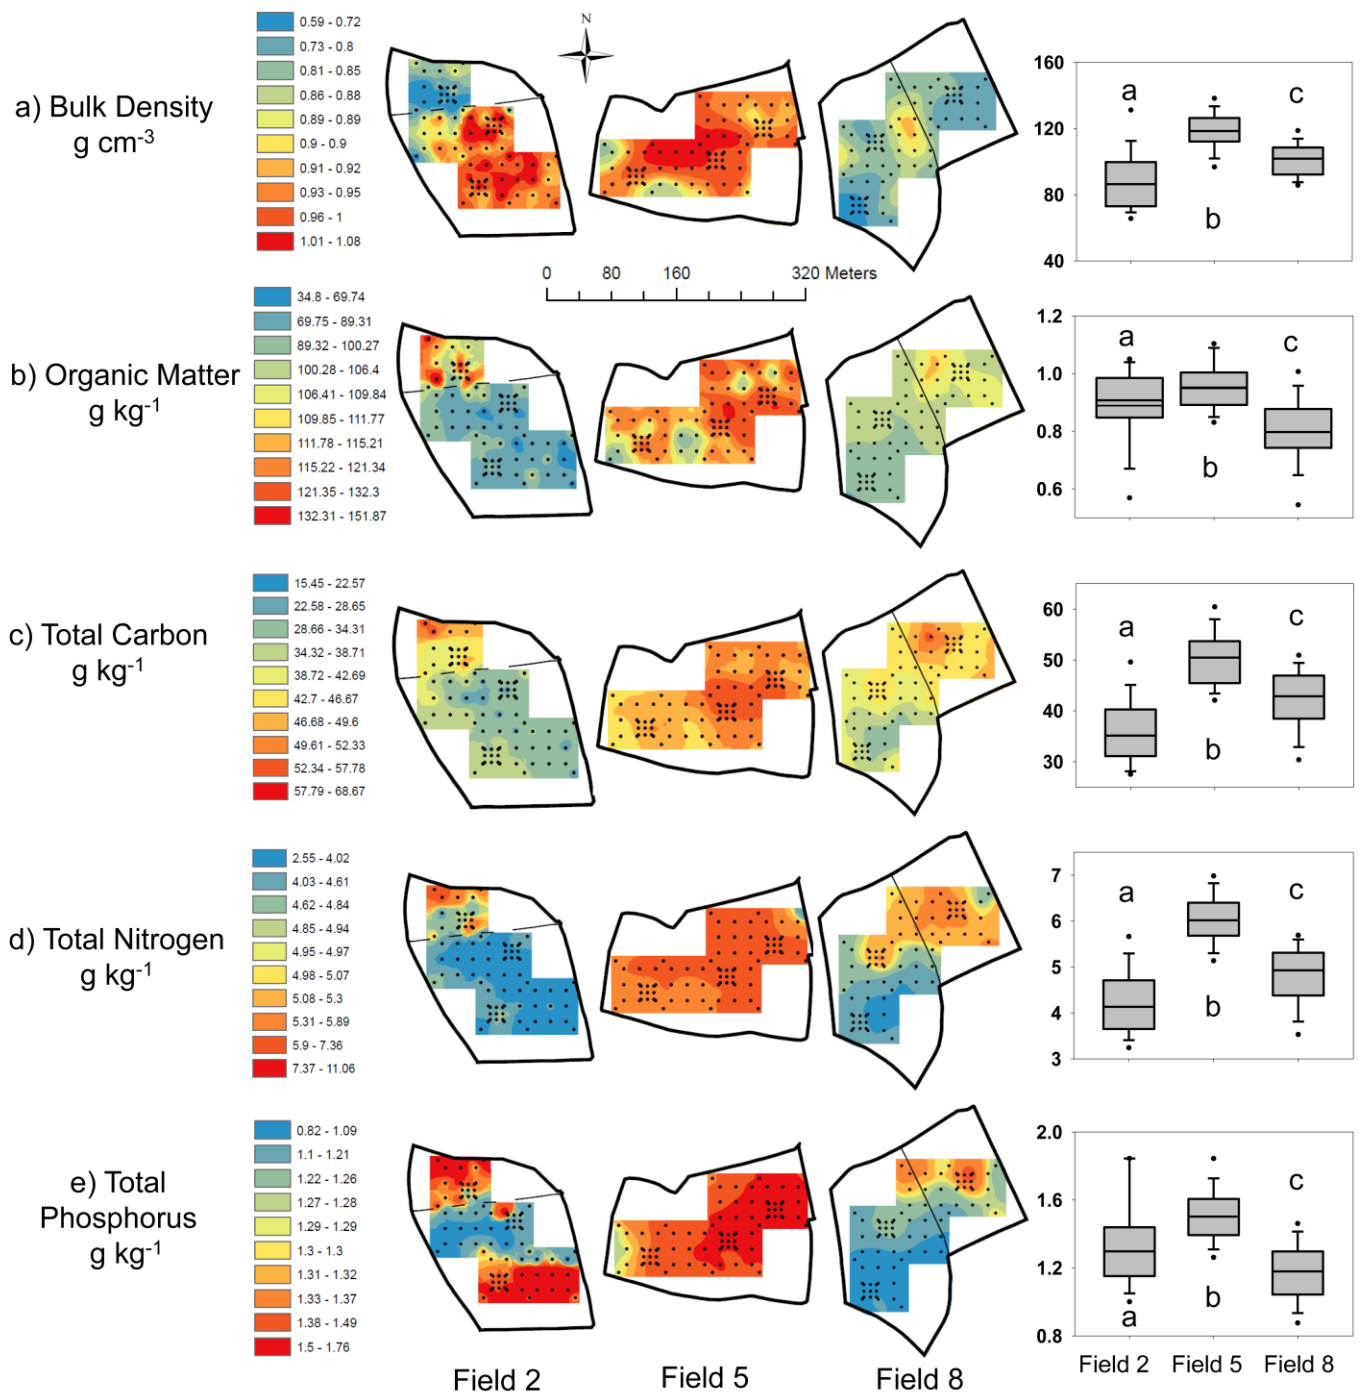 a) Bulk Density
g cm-3
0.59 - 0.72
0.73 - 0.8
0.81 - 0.85
0.86 - 0.88
0.89 - 0.89
0.9 - 0.9
0.91 - 0.92
0.93 - 0.95
0.96 - 1
1.01 - 1.08
N
160
120
80
40
a
b
c
0 80 160 320 Meters
b) Organic Matter
g kg-1
34.8 - 69.74
69.75 - 89.31
89.32 - 100.27
100.28 - 106.4
106.41 - 109.84
109.85 - 111.77
111.78 - 115.21
115.22 - 121.34
121.35 - 132.3
132.31 - 151.87
1.2
1.0
0.8
0.6
a
b
c
c) Total Carbon
g kg-1
15.45 - 22.57
22.58 - 28.65
28.66 - 34.31
34.32 - 38.71
38.72 - 42.69
42.7 - 46.67
46.68 - 49.6
49.61 - 52.33
52.34 - 57.78
57.79 - 68.67
60
50
40
30
a
b
c
d) Total Nitrogen
g kg-1
2.55 - 4.02
4.03 - 4.61
4.62 - 4.84
4.85 - 4.94
4.95 - 4.97
4.98 - 5.07
5.08 - 5.3
5.31 - 5.89
5.9 - 7.36
7.37 - 11.06
7
6
5
4
3
a
b
c
e) Total
Phosphorus
g kg-1
0.82 - 1.09
1.1 - 1.21
1.22 - 1.26
1.27 - 1.28
1.29 - 1.29
1.3 - 1.3
1.31 - 1.32
1.33 - 1.37
1.38 - 1.49
1.5 - 1.76
2.0
1.6
1.2
0.8
a
b
c
Field 2 Field 5 Field 8
Field 2 Field 5 Field 8